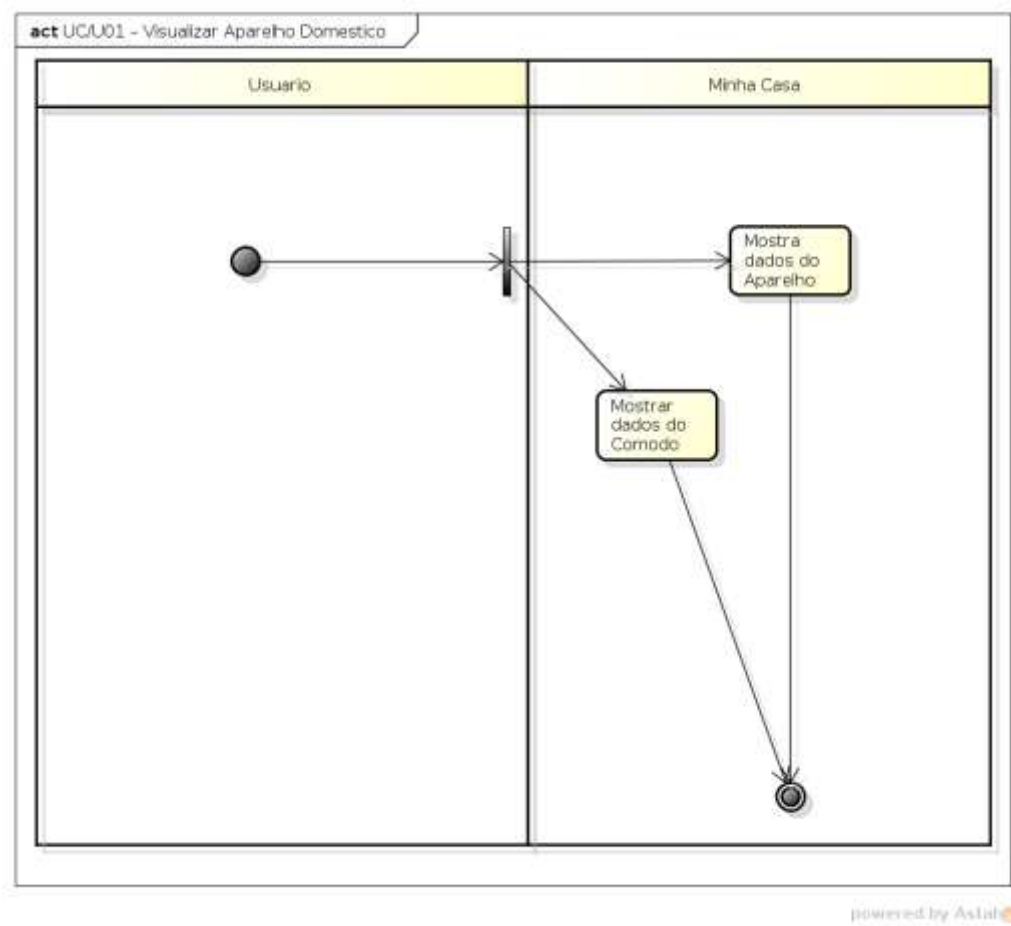 act UC/U01 - Visualizar Aparelho Domestico
Usuario
Minha Casa
Mostra
dados do
Aparelho
Mostrar
dados do
Comodo
powered by Astah